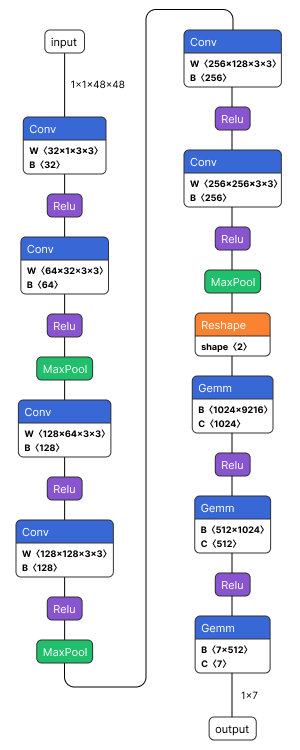 input
1×1×48×48
Conv
W ⟨32×1×3×3⟩
B ⟨32⟩
Relu
Conv
W ⟨64×32×3×3⟩
B ⟨64⟩
Relu
MaxPool
Conv
W ⟨128×64×3×3⟩
B ⟨128⟩
Relu
Conv
W ⟨128×128×3×3⟩
B ⟨128⟩
Relu
MaxPool
Conv
W ⟨256×128×3×3⟩
B ⟨256⟩
Relu
Conv
W ⟨256×256×3×3⟩
B ⟨256⟩
Relu
MaxPool
Reshape
shape ⟨2⟩
Gemm
B ⟨1024×9216⟩
C ⟨1024⟩
Relu
Gemm
B ⟨512×1024⟩
C ⟨512⟩
Relu
Gemm
B ⟨7×512⟩
C ⟨7⟩
1×7
output